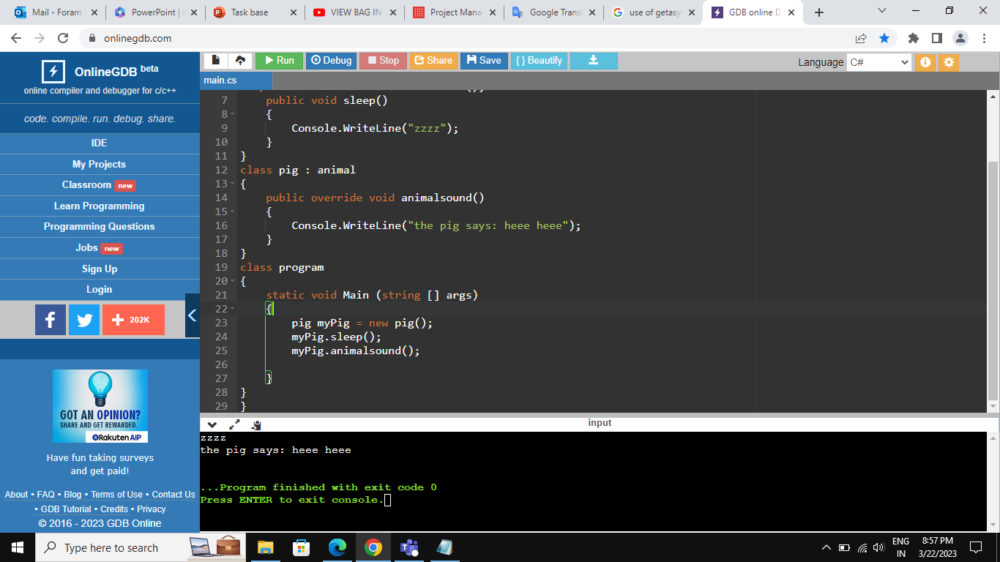 Mail - Foram
PowerPoint |
Task base
VIEW BAG IN
Project Mana
Google Transl
use of getasy
GDB online D
onlinegdb.com
OnlineGDB beta
online compiler and debugger for c/c++
code. compile. run. debug. share.
IDE
My Projects
Classroom new
Learn Programming
Programming Questions
Jobs new
Sign Up
Login
202K
GOT AN OPINION?
SHARE AND GET REWARDED.
Rakuten AIP
Have fun taking surveys
and get paid!
About • FAQ • Blog • Terms of Use • Contact Us
• GDB Tutorial • Credits • Privacy
© 2016 - 2023 GDB Online
Run Debug Stop Share Save { } Beautify
Language C#
main.cs
7 public void sleep()
8 {
9 Console.WriteLine("zzzz");
10 }
11 }
12 class pig : animal
13 {
14 public override void animalsound()
15 {
16 Console.WriteLine("the pig says: heee heee");
17 }
18 }
19 class program
20 {
21 static void Main (string [] args)
22 {
23 pig myPig = new pig();
24 myPig.sleep();
25 myPig.animalsound();
26
27 }
28 }
29 }
input
zzzz
the pig says: heee heee
...Program finished with exit code 0
Press ENTER to exit console.
Type here to search
ENG
IN
8:57 PM
3/22/2023